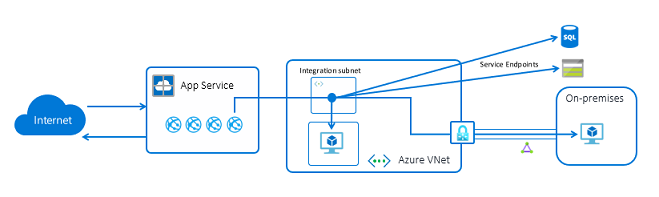 SQL
Service Endpoints
Integration subnet
App Service
On-premises
Internet
Azure VNet